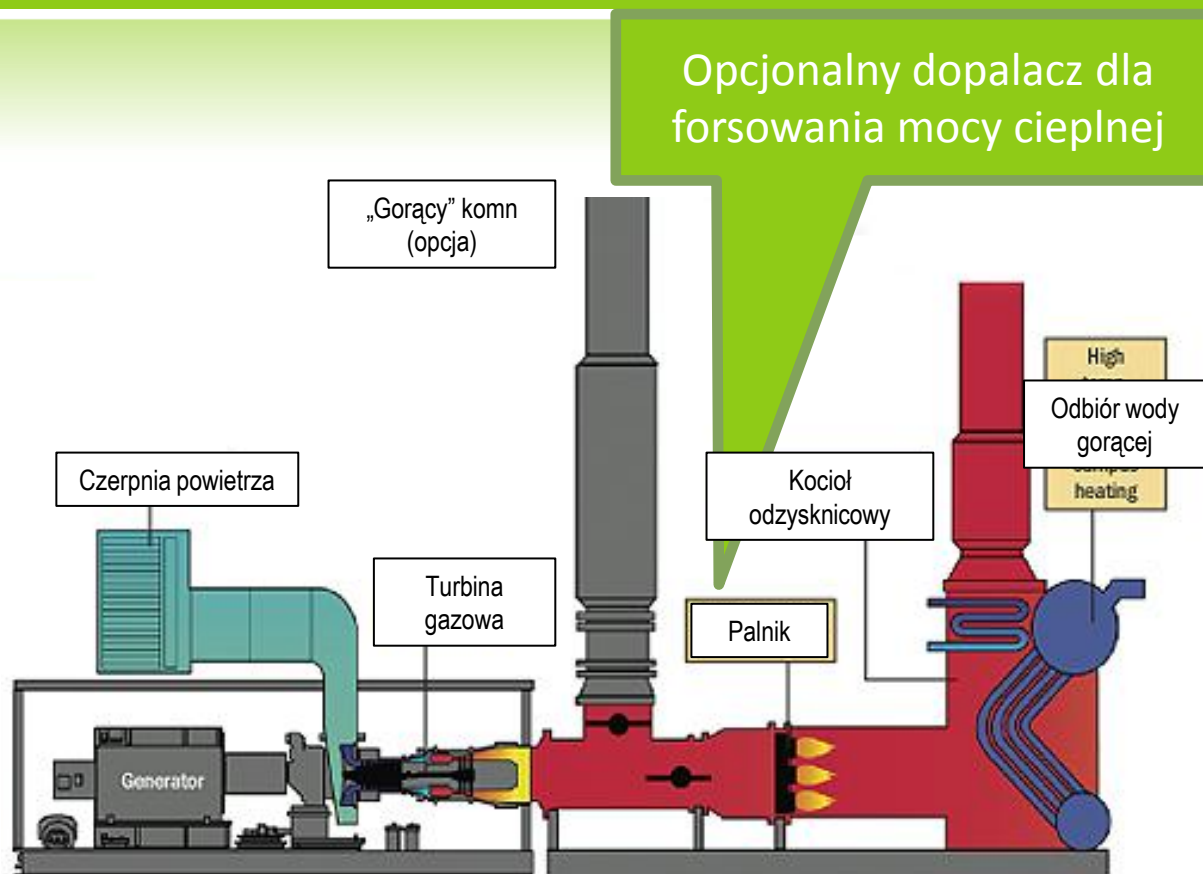 Opcjonalny dopalacz dla
forsowania mocy cieplnej
„Gorący” komn
(opcja)
High
Odbiór wody
gorącej
heating
Czerpnia powietrza
Kocioł
odzysknicowy
Turbina
gazowa
Palnik
Generator